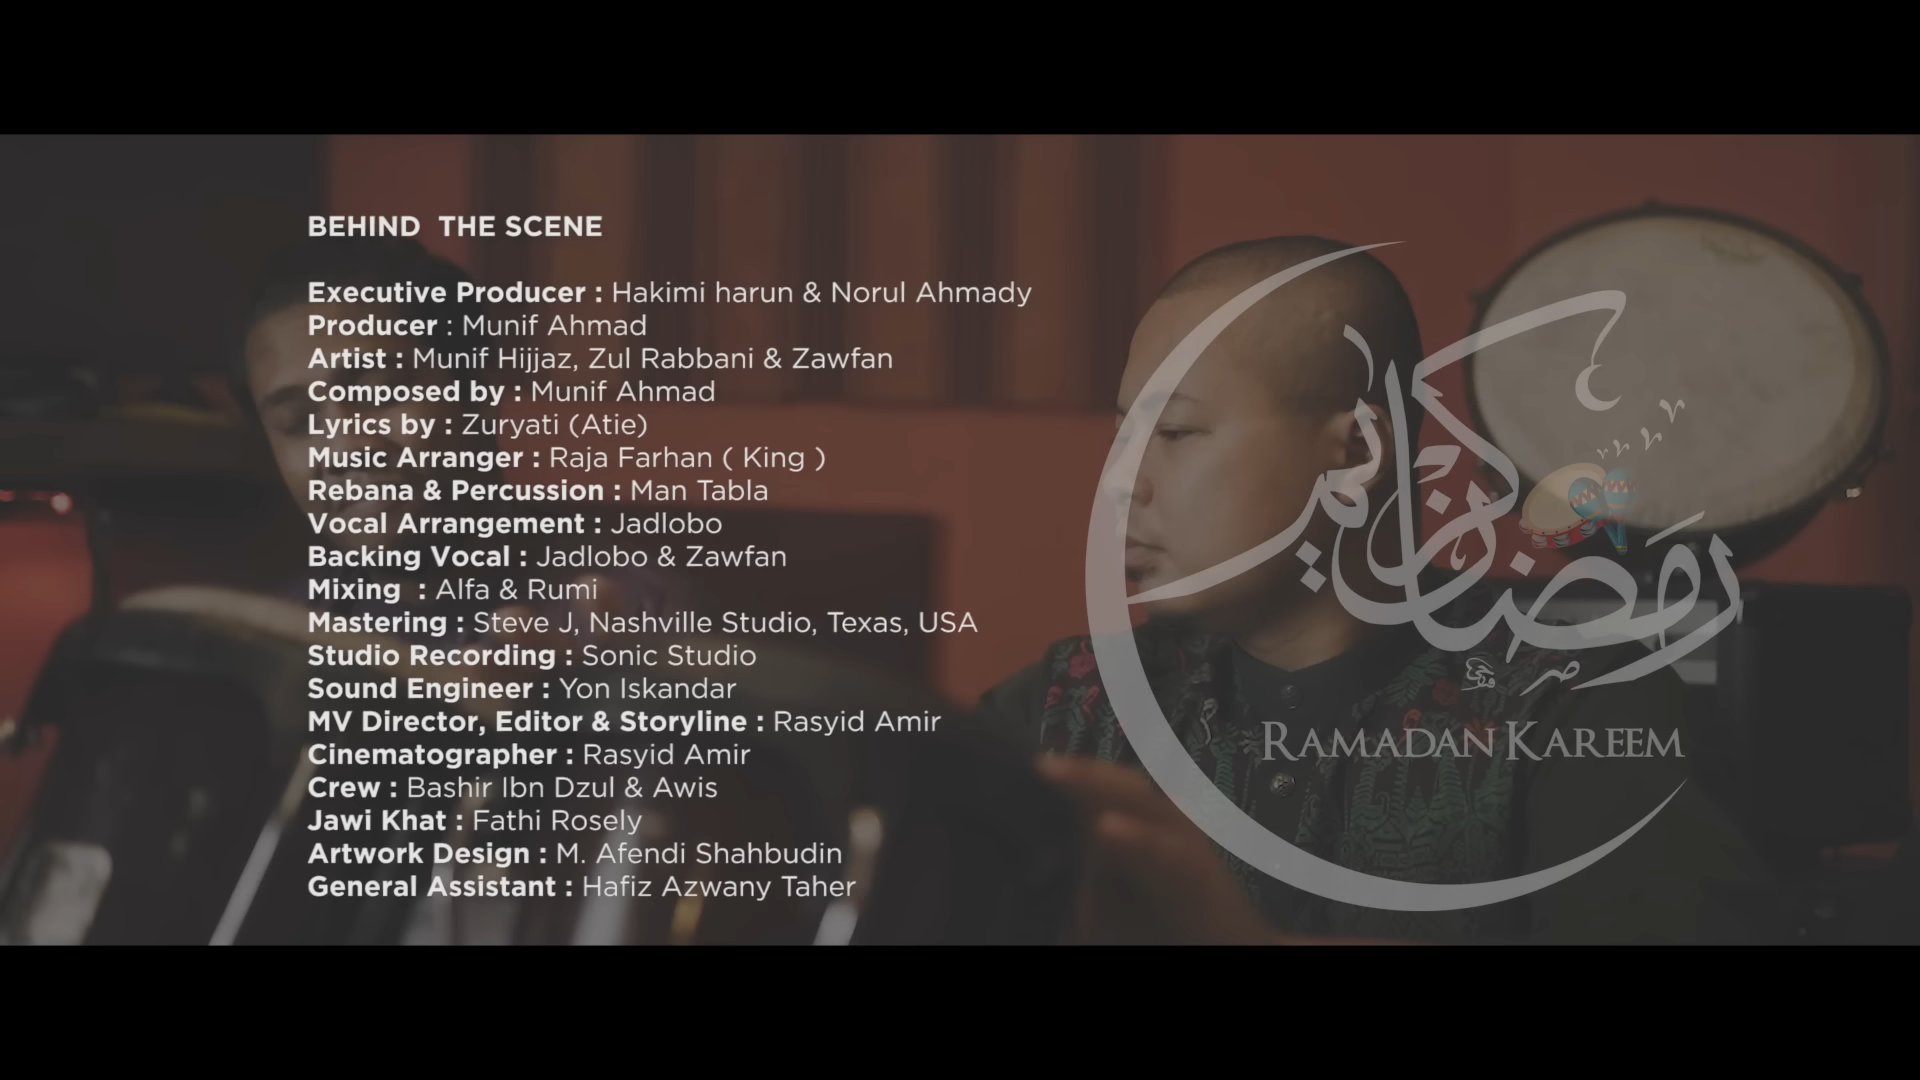 BEHIND THE SCENE
Executive Producer : Hakimi harun & Norul Ahmady
Producer : Munif Ahmad
Artist : Munif Hijjaz, Zul Rabbani & Zawfan
Composed by : Munif Ahmad
Lyrics by : Zuryati (Atie)
Music Arranger : Raja Farhan ( King )
Rebana & Percussion : Man Tabla
Vocal Arrangement : Jadlobo
Backing Vocal : Jadlobo & Zawfan
Mixing : Alfa & Rumi
Mastering : Steve J, Nashville Studio, Texas, USA
Studio Recording : Sonic Studio
Sound Engineer : Yon Iskandar
MV Director, Editor & Storyline : Rasyid Amir
Cinematographer : Rasyid Amir
Crew : Bashir Ibn Dzul & Awis
Jawi Khat : Fathi Rosely
Artwork Design : M. Afendi Shahbudin
General Assistant : Hafiz Azwany Taher
رمضان كريم
RAMADAN KAREEM